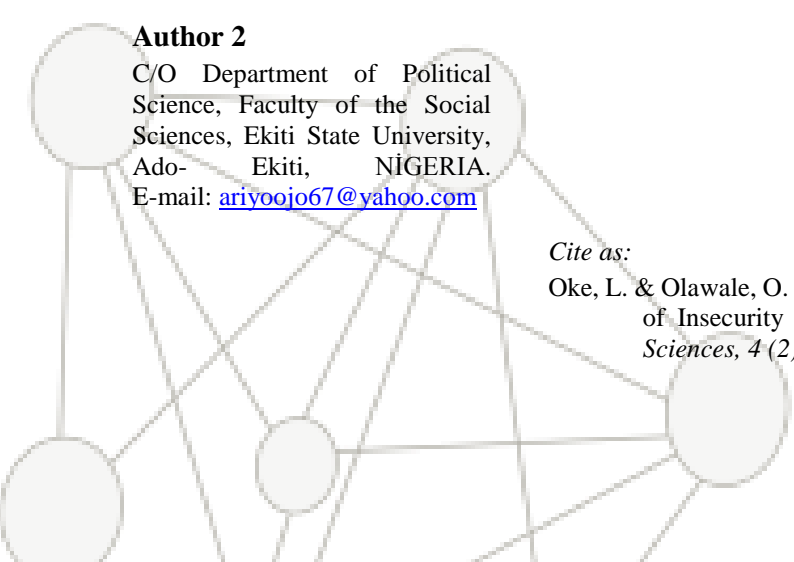 Author 2
C/O Department of Political
Science, Faculty of the Social
Sciences, Ekiti State University,
Ado- Ekiti, NİGERIA.
E-mail: ariyoojo67@yahoo.com
Cite as:
Oke, L. & Olawale, O.
of Insecurity
Sciences, 4 (2)